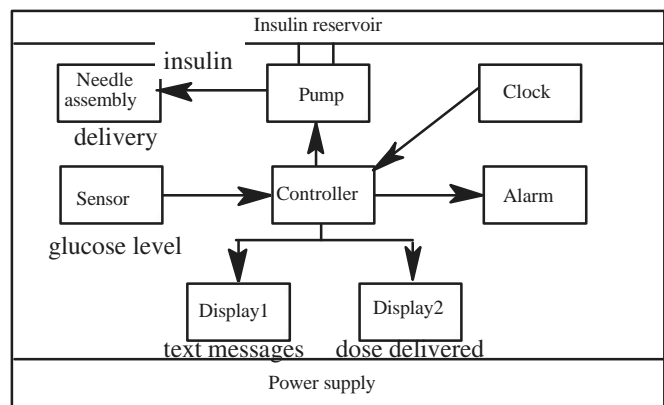 Insulin reservoir
insulin
Needle
assembly
Pump
Clock
delivery
Sensor
Controller
Alarm
glucose level
Display1
Display2
text messages
dose delivered
Power supply